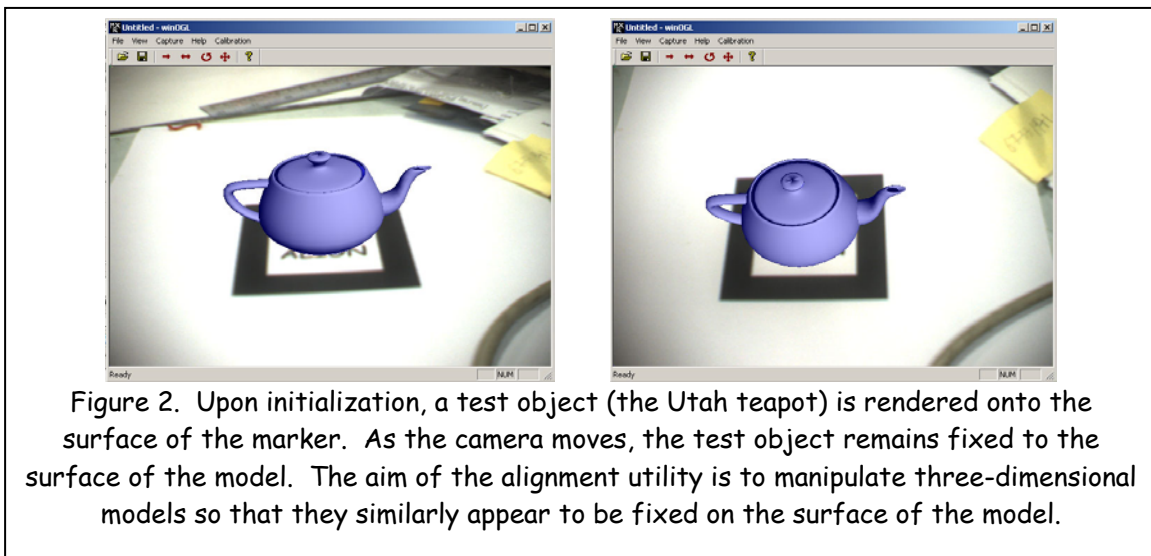 Untitled - winOGL
File View Capture Help Calibration
Ready
NUM
Untitled - winOGL
File View Capture Help Calibration
Ready
NUM
Figure 2. Upon initialization, a test object (the Utah teapot) is rendered onto the
surface of the marker. As the camera moves, the test object remains fixed to the
surface of the model. The aim of the alignment utility is to manipulate three-dimensional
models so that they similarly appear to be fixed on the surface of the model.